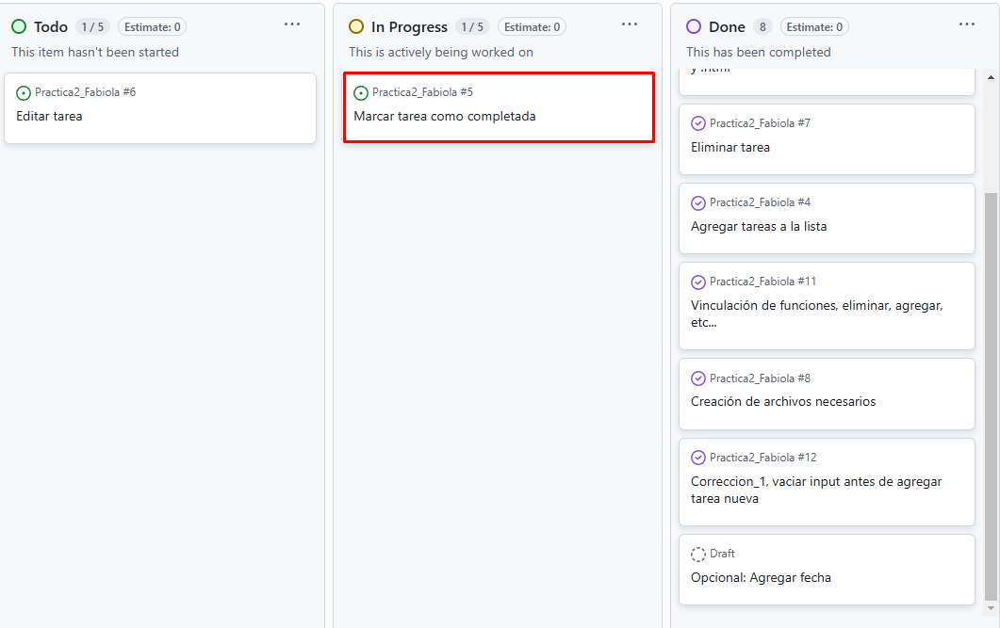 Todo 1 / 5 Estimate: 0 ...
This item hasn't been started
Practica2_Fabiola #6
Editar tarea
In Progress 1 / 5 Estimate: 0 ...
This is actively being worked on
Practica2_Fabiola #5
Marcar tarea como completada
Done 8 Estimate: 0 ...
This has been completed
y .html
Practica2_Fabiola #7
Eliminar tarea
Practica2_Fabiola #4
Agregar tareas a la lista
Practica2_Fabiola #11
Vinculación de funciones, eliminar, agregar,
etc...
Practica2_Fabiola #8
Creación de archivos necesarios
Practica2_Fabiola #12
Correccion_1, vaciar input antes de agregar
tarea nueva
Draft
Opcional: Agregar fecha